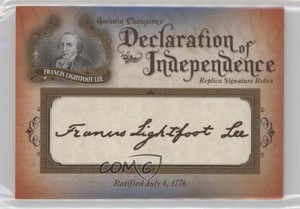 Goodwin Champions
Declaration of
Independence
Replica Signature Relics
FRANCIS LIGHTFOOT LEE
Francis Lightfoot Lee
COMC
Ratified July 4, 1776